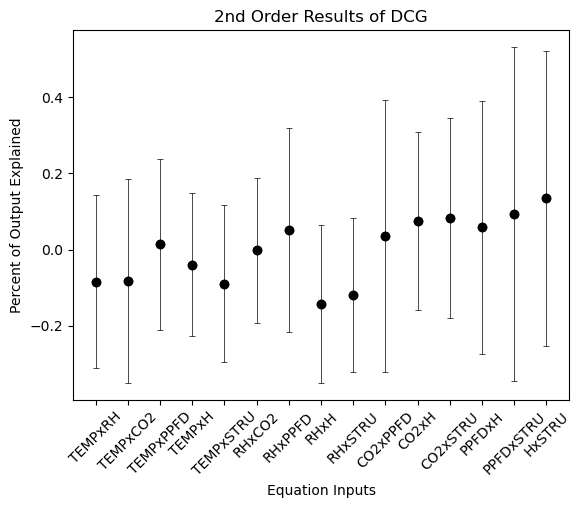 2nd Order Results of DCG
Percent of Output Explained
0.4
0.2
0.0
−0.2
TEMPxRH
TEMPxCO2
TEMPxPPFD
TEMPxH
TEMPxSTRU
RHxCO2
RHxPPFD
RHxH
RHxSTRU
CO2xPPFD
CO2xH
CO2xSTRU
PPFDxH
PPFDxSTRU
HxSTRU
Equation Inputs